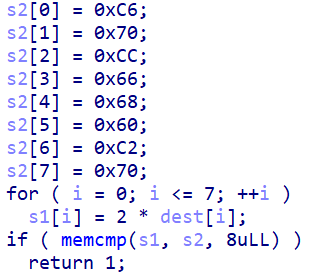 s2[0] = 0xC6;
s2[1] = 0x70;
s2[2] = 0xCC;
s2[3] = 0x66;
s2[4] = 0x68;
s2[5] = 0x60;
s2[6] = 0xC2;
s2[7] = 0x70;
for ( i = 0; i <= 7; ++i )
  s1[i] = 2 * dest[i];
if ( memcmp(s1, s2, 8uLL) )
  return 1;